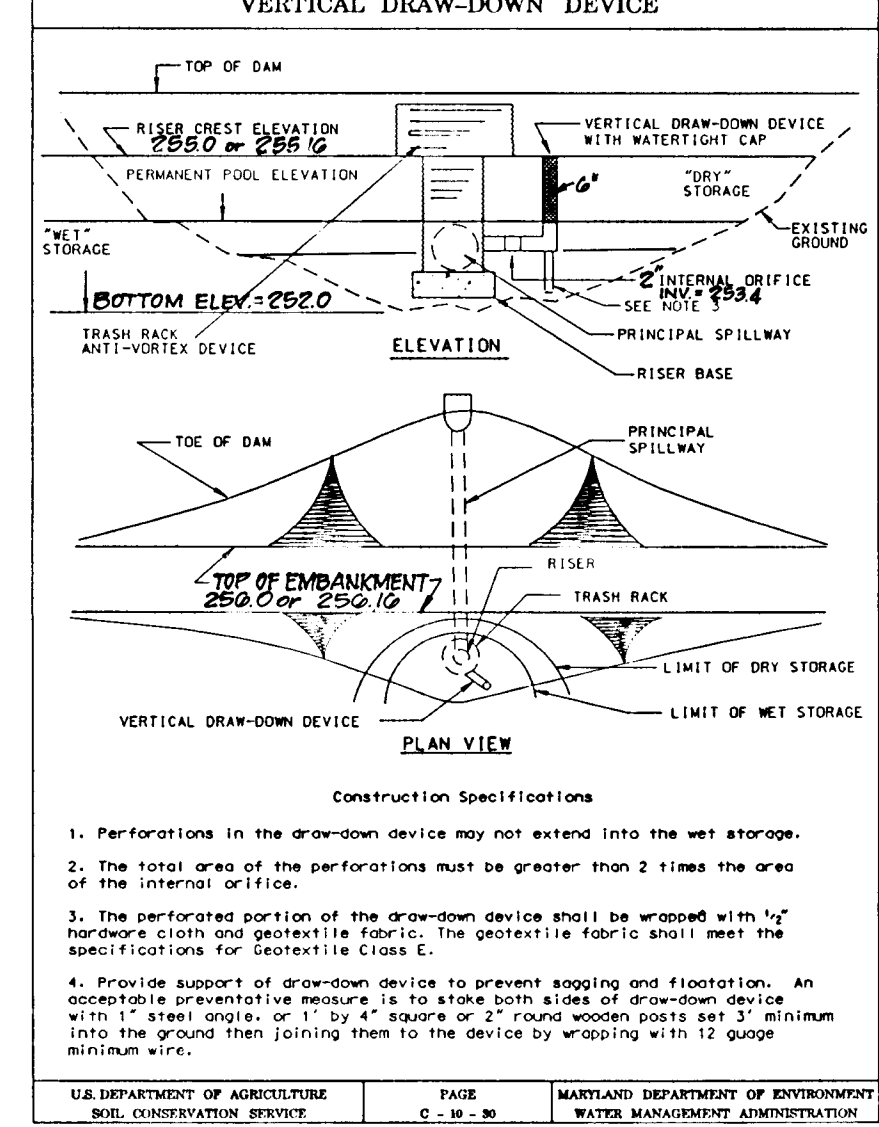 VERTICAL DRAW-DOWN DEVICE
TOP OF DAM
RISER CREST ELEVATION
255.0 or 255.16
VERTICAL DRAW-DOWN DEVICE
WITH WATERTIGHT CAP
PERMANENT POOL ELEVATION
6"
"DRY"
STORAGE
"WET"
STORAGE
EXISTING
GROUND
2" INTERNAL ORIFICE
INV. = 253.4
SEE NOTE 3
BOTTOM ELEV. = 252.0
TRASH RACK
ANTI-VORTEX DEVICE
ELEVATION
PRINCIPAL SPILLWAY
RISER BASE
TOE OF DAM
PRINCIPAL
SPILLWAY
RISER
TOP OF EMBANKMENT
256.0 or 256.16
TRASH RACK
LIMIT OF DRY STORAGE
LIMIT OF WET STORAGE
VERTICAL DRAW-DOWN DEVICE
PLAN VIEW
Construction Specifications
1. Perforations in the draw-down device may not extend into the wet storage.
2. The total area of the perforations must be greater than 2 times the area
of the internal orifice.
3. The perforated portion of the draw-down device shall be wrapped with 1/2"
hardware cloth and geotextile fabric. The geotextile fabric shall meet the
specifications for Geotextile Class E.
4. Provide support of draw-down device to prevent sagging and floatation. An
acceptable preventative measure is to stake both sides of draw-down device
with 1" steel angle. or 1' by 4" square or 2" round wooden posts set 3' minimum
into the ground then joining them to the device by wrapping with 12 guage
minimum wire.
U.S. DEPARTMENT OF AGRICULTURE
SOIL CONSERVATION SERVICE
PAGE
C - 10 - 30
MARYLAND DEPARTMENT OF ENVIRONMENT
WATER MANAGEMENT ADMINISTRATION